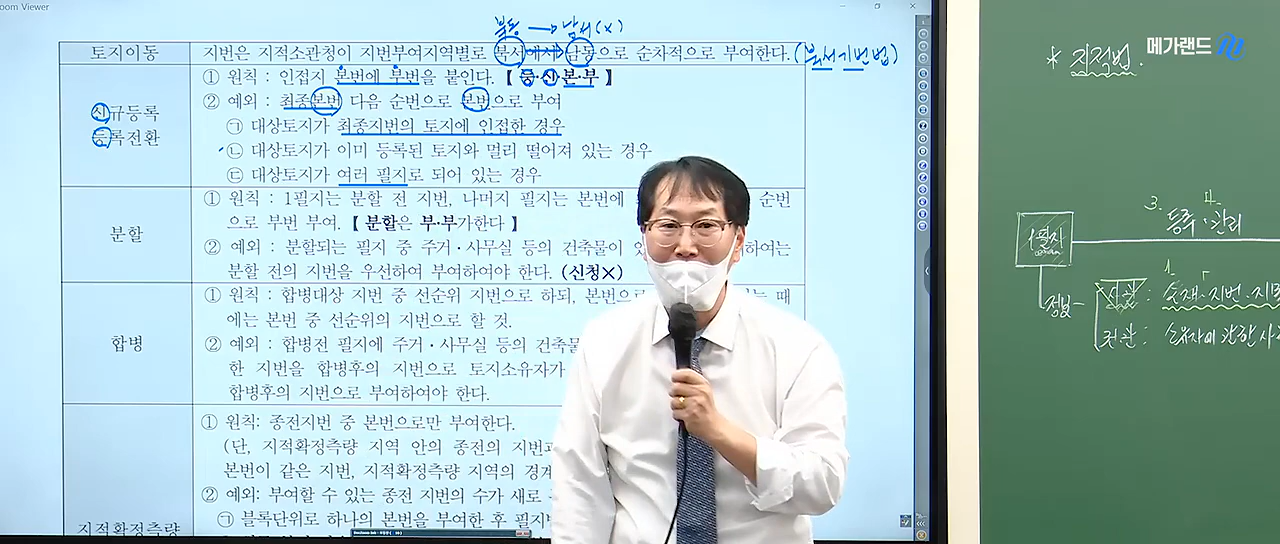 oom Viewer
북동 → 남서(×)
토지이동
지번은 지적소관청이 지번부여지역별로 북서에서 남동으로 순차적으로 부여한다. (북서기번법)
신규등록
등록전환
① 원칙 : 인접지 본번에 부번을 붙인다. 【 등·신 본·부 】
② 예외 : 최종본번 다음 순번으로 본번으로 부여
㉠ 대상토지가 최종지번의 토지에 인접한 경우
㉡ 대상토지가 이미 등록된 토지와 멀리 떨어져 있는 경우
㉢ 대상토지가 여러 필지로 되어 있는 경우
분할
① 원칙 : 1필지는 분할 전 지번, 나머지 필지는 본번에 순번
으로 부번 부여. 【 분할은 부·부가한다 】
② 예외 : 분할되는 필지 중 주거·사무실 등의 건축물이 하여는
분할 전의 지번을 우선하여 부여하여야 한다. (신청×)
합병
① 원칙 : 합병대상 지번 중 선순위 지번으로 하되, 본번으로 때
에는 본번 중 선순위의 지번으로 할 것.
② 예외 : 합병전 필지에 주거·사무실 등의 건축물
한 지번을 합병후의 지번으로 토지소유자가
합병후의 지번으로 부여하여야 한다.
지적확정측량
① 원칙: 종전지번 중 본번으로만 부여한다.
(단, 지적확정측량 지역 안의 종전의 지번과
본번이 같은 지번, 지적확정측량 지역의 경계
② 예외: 부여할 수 있는 종전 지번의 수가 새로
㉠ 블록단위로 하나의 본번을 부여한 후 필지별
메가랜드
* 지적법.
3. 4.
등록·관리
1필지
정보
1.
사관 : 소재·지번·지목
권관 : 소유자에 관한 사